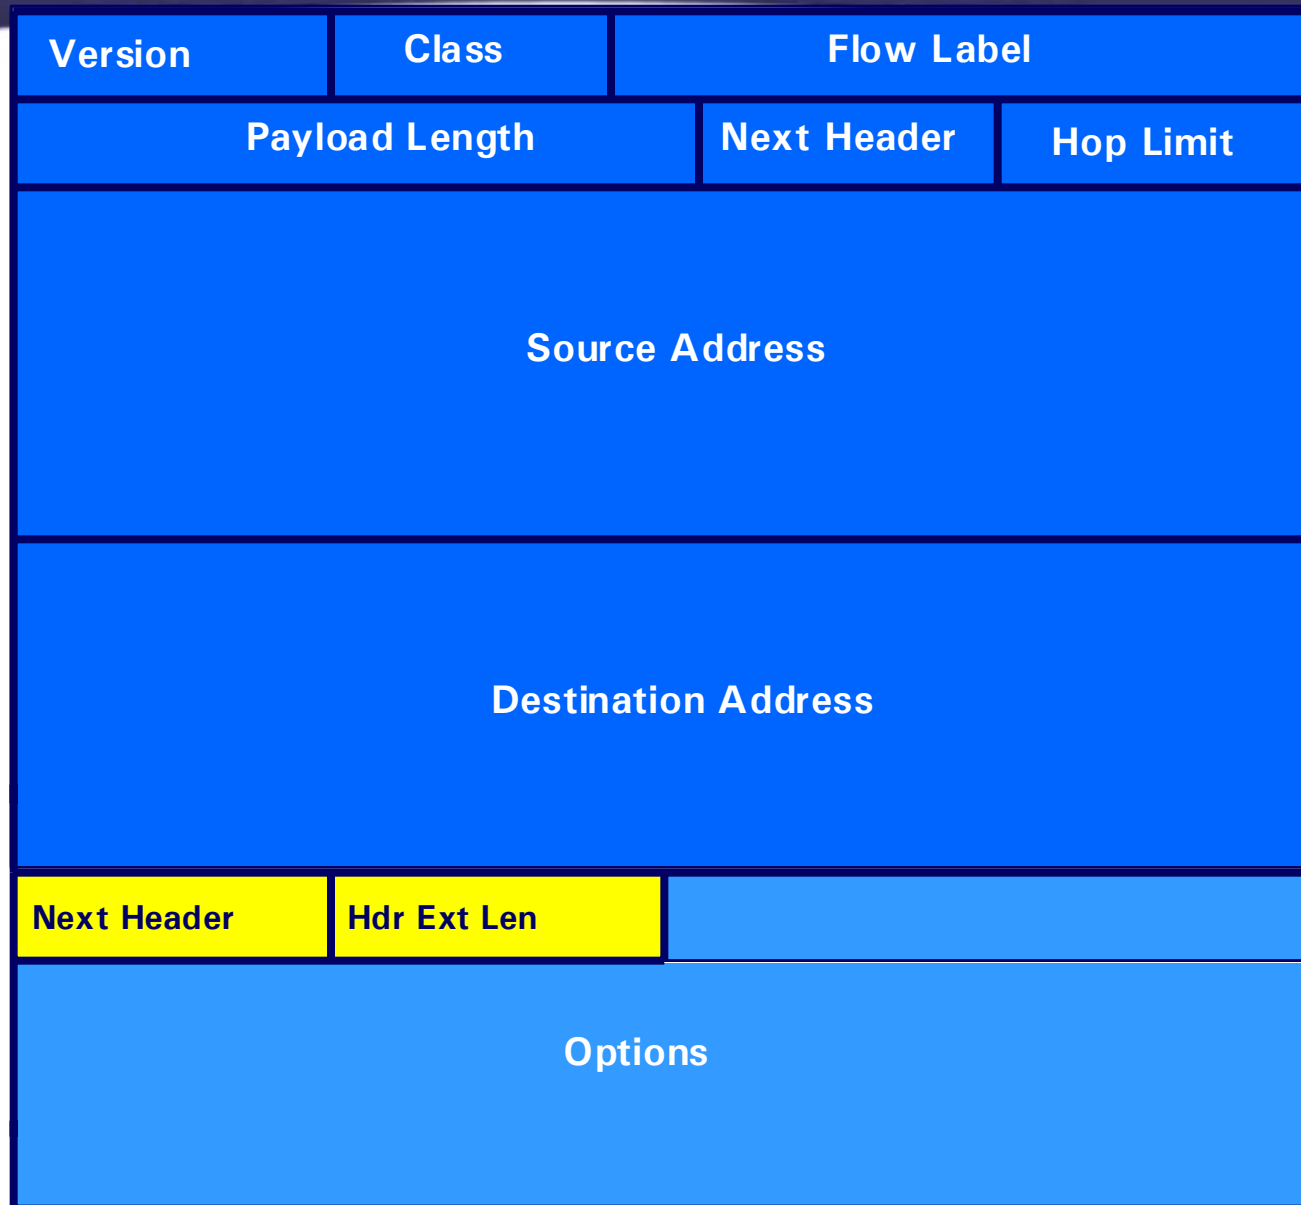 Version
Class
Flow Label
Payload Length
Next Header
Hop Limit
Source Address
Destination Address
Next Header
Hdr Ext Len
Options